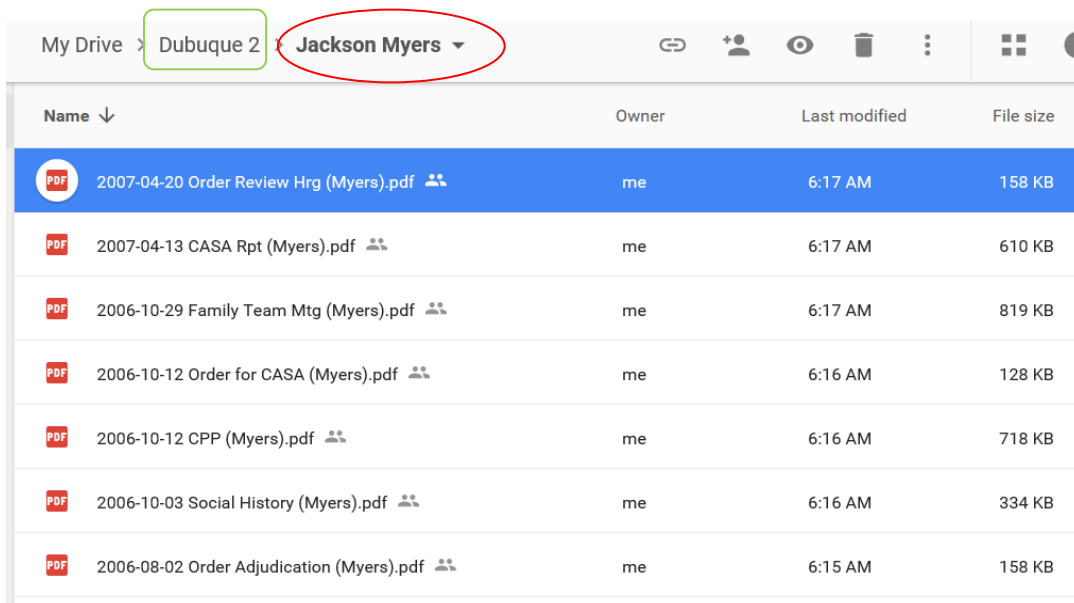 My Drive > Dubuque 2 > Jackson Myers
Name Owner Last modified File size
PDF 2007-04-20 Order Review Hrg (Myers).pdf me 6:17 AM 158 KB
PDF 2007-04-13 CASA Rpt (Myers).pdf me 6:17 AM 610 KB
PDF 2006-10-29 Family Team Mtg (Myers).pdf me 6:17 AM 819 KB
PDF 2006-10-12 Order for CASA (Myers).pdf me 6:16 AM 128 KB
PDF 2006-10-12 CPP (Myers).pdf me 6:16 AM 718 KB
PDF 2006-10-03 Social History (Myers).pdf me 6:16 AM 334 KB
PDF 2006-08-02 Order Adjudication (Myers).pdf me 6:15 AM 158 KB